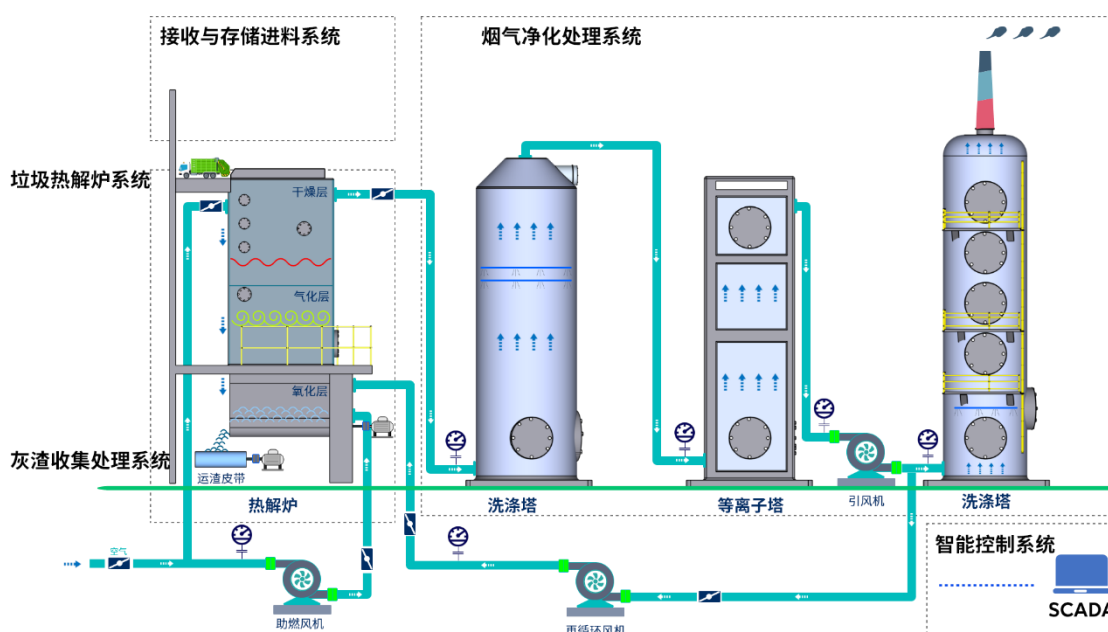 接收与存储进料系统
烟气净化处理系统
垃圾热解炉系统
干燥层
气化层
氧化层
灰渣收集处理系统
运渣皮带
热解炉
洗涤塔
等离子塔
引风机
洗涤塔
空气
助燃风机
再循环风机
智能控制系统
SCADA